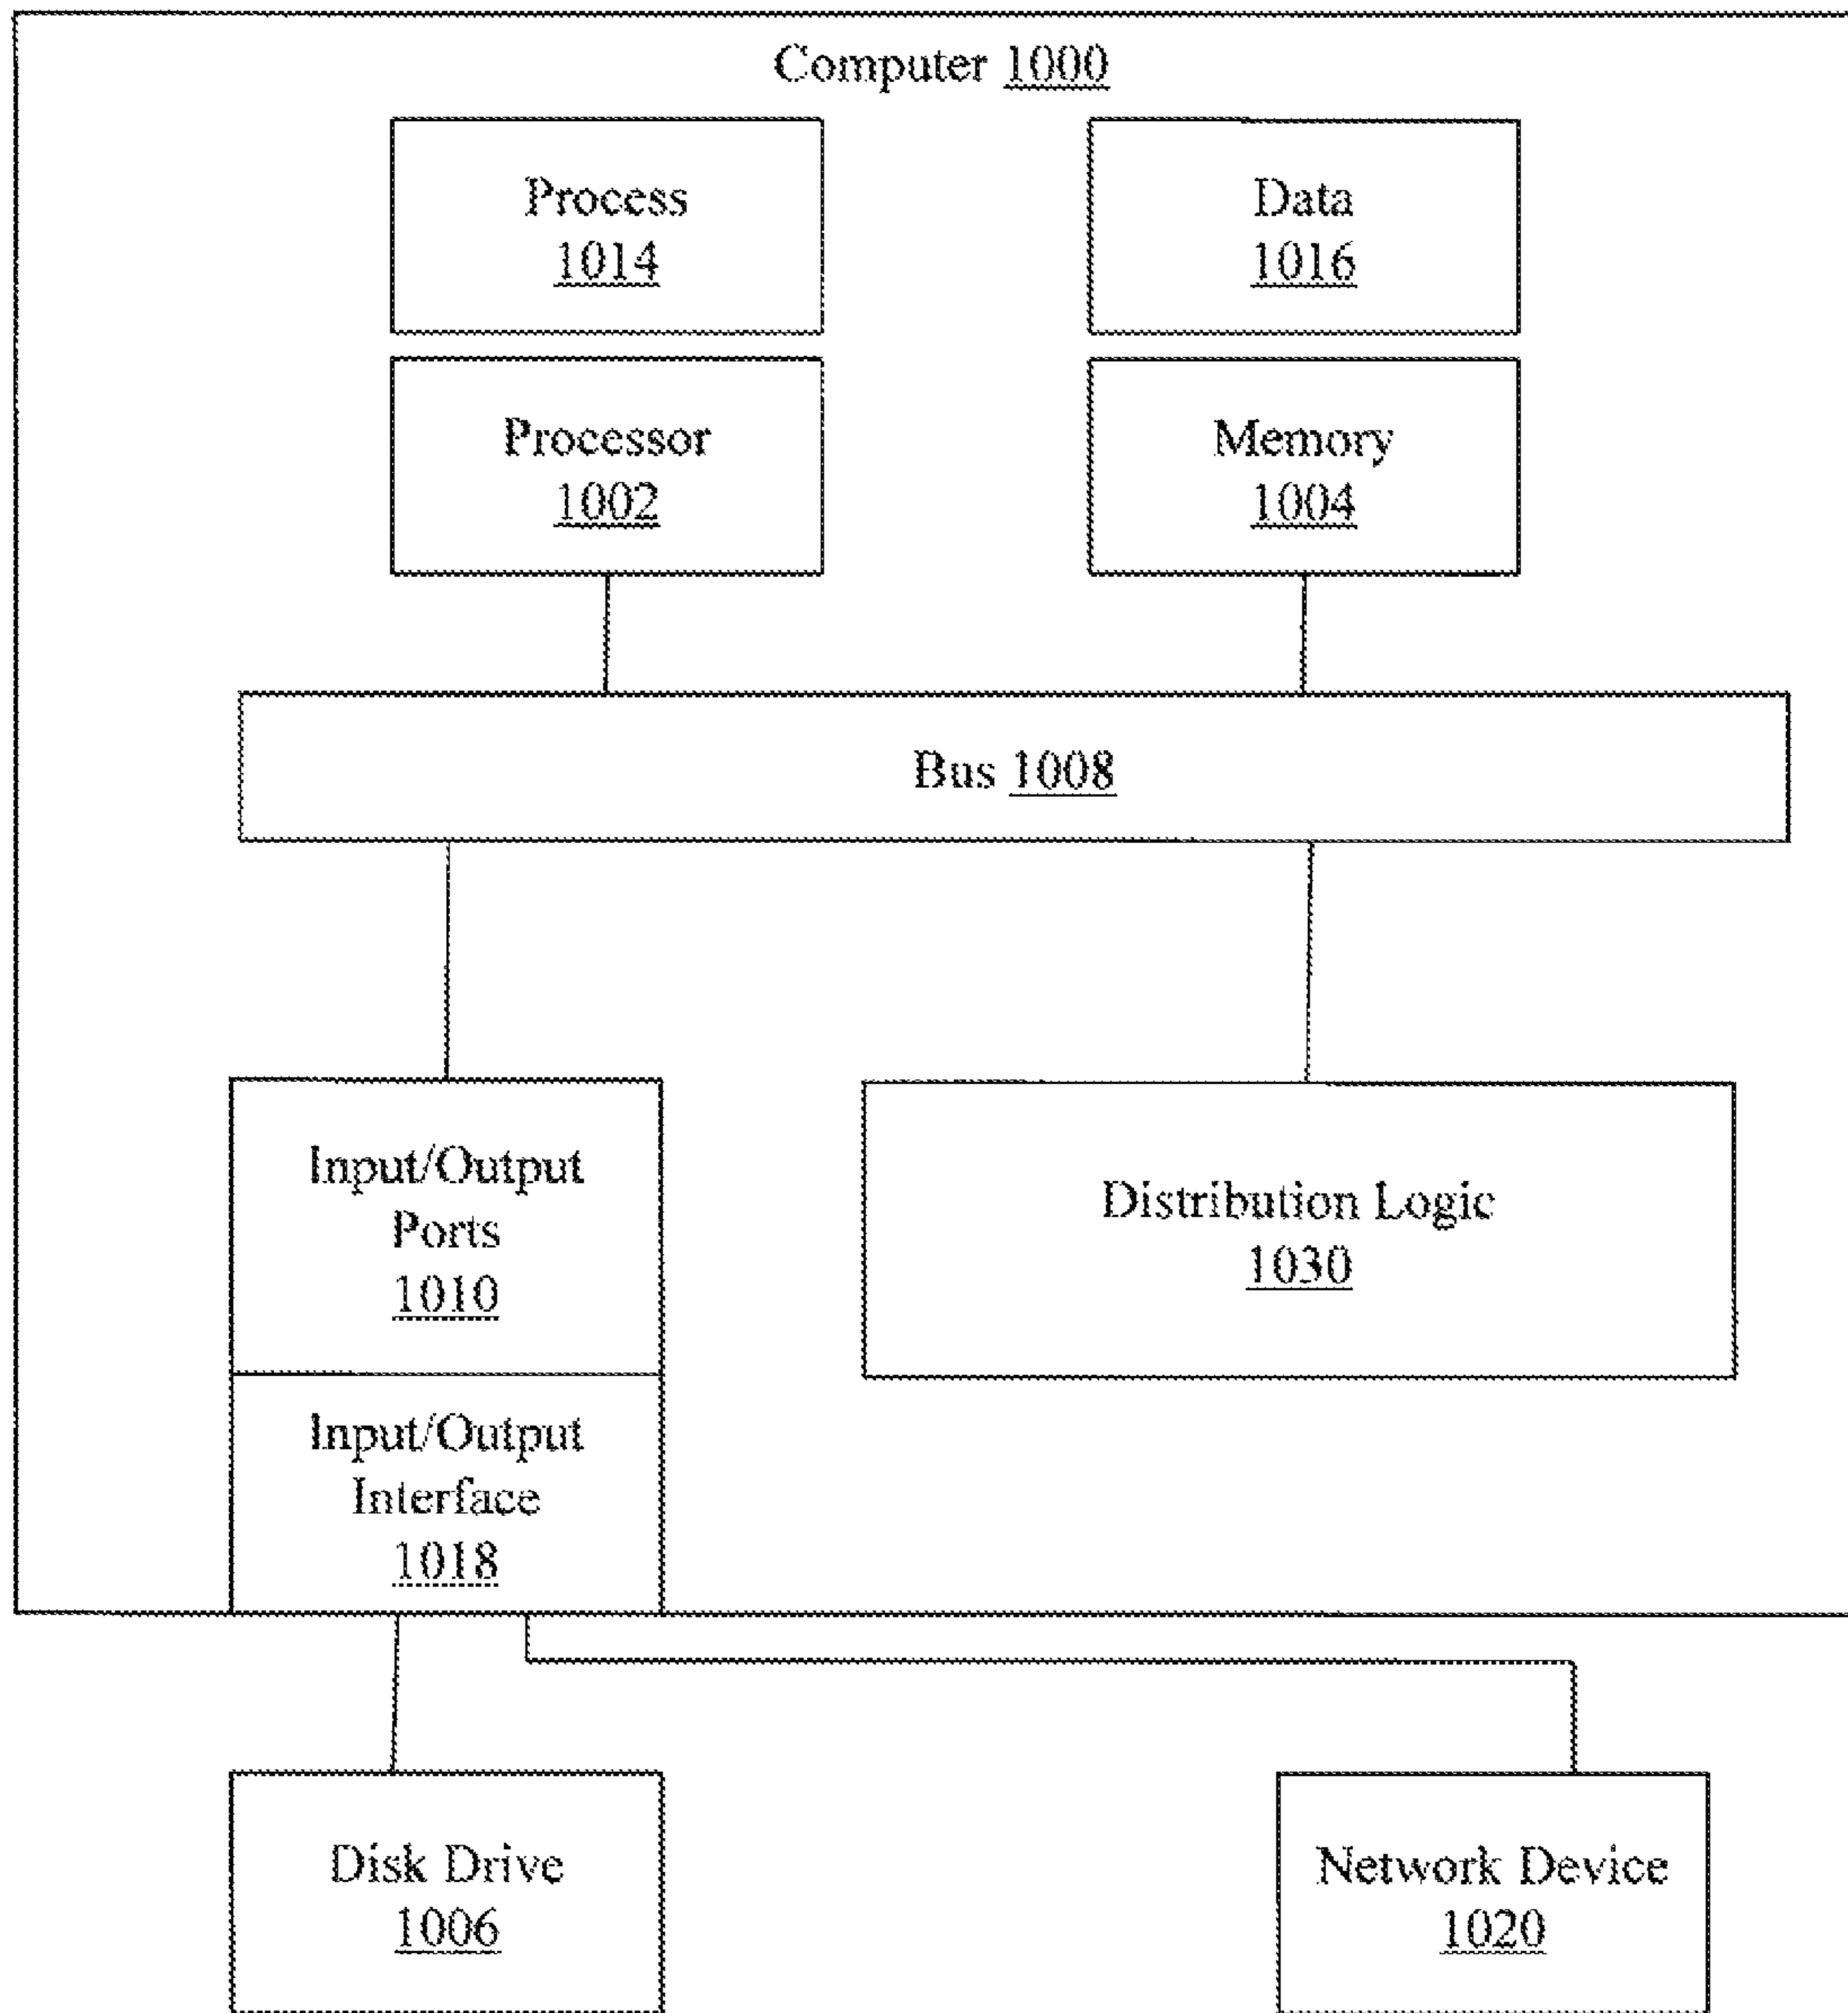 Computer 1000
Process
1014
Data
1016
Processor
1002
Memory
1004
Bus 1008
Input/Output
Ports
1010
Distribution Logic
1030
Input/Output
Interface
1018
Disk Drive
1006
Network Device
1020